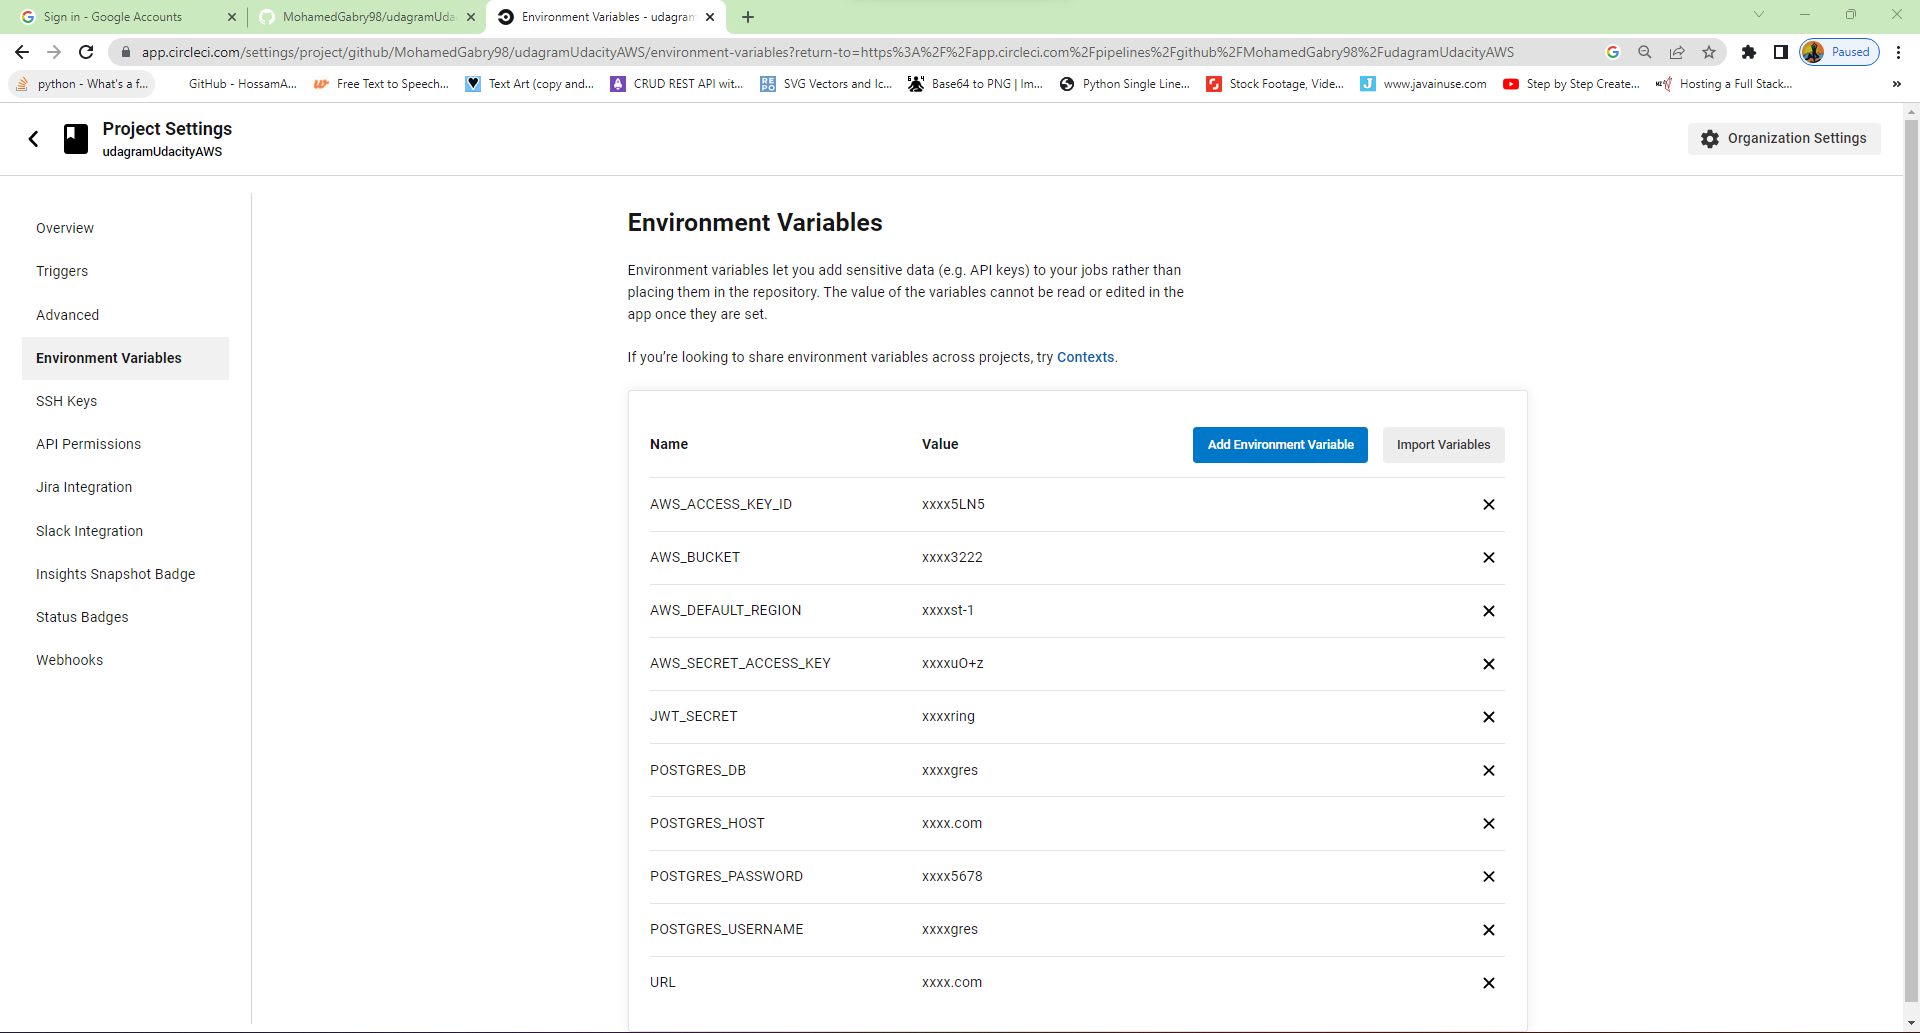 Sign in - Google Accounts
MohamedGabry98/udagramUda
Environment Variables - udagram
app.circleci.com/settings/project/github/MohamedGabry98/udagramUdacityAWS/environment-variables?return-to=https%3A%2F%2Fapp.circleci.com%2Fpipelines%2Fgithub%2FMohamedGabry98%2FudagramUdacityAWS
Paused
python - What's a f...
GitHub - HossamA...
Free Text to Speech...
Text Art (copy and...
CRUD REST API wit...
SVG Vectors and Ic...
Base64 to PNG | Im...
Python Single Line...
Stock Footage, Vide...
www.javainuse.com
Step by Step Create...
Hosting a Full Stack...
»
Project Settings
udagramUdacityAWS
Organization Settings
Overview
Triggers
Advanced
Environment Variables
SSH Keys
API Permissions
Jira Integration
Slack Integration
Insights Snapshot Badge
Status Badges
Webhooks
Environment Variables
Environment variables let you add sensitive data (e.g. API keys) to your jobs rather than
placing them in the repository. The value of the variables cannot be read or edited in the
app once they are set.
If you’re looking to share environment variables across projects, try Contexts.
Name Value Add Environment Variable Import Variables
AWS_ACCESS_KEY_ID xxxx5LN5
AWS_BUCKET xxxx3222
AWS_DEFAULT_REGION xxxxst-1
AWS_SECRET_ACCESS_KEY xxxxuO+z
JWT_SECRET xxxxring
POSTGRES_DB xxxxgres
POSTGRES_HOST xxxx.com
POSTGRES_PASSWORD xxxx5678
POSTGRES_USERNAME xxxxgres
URL xxxx.com